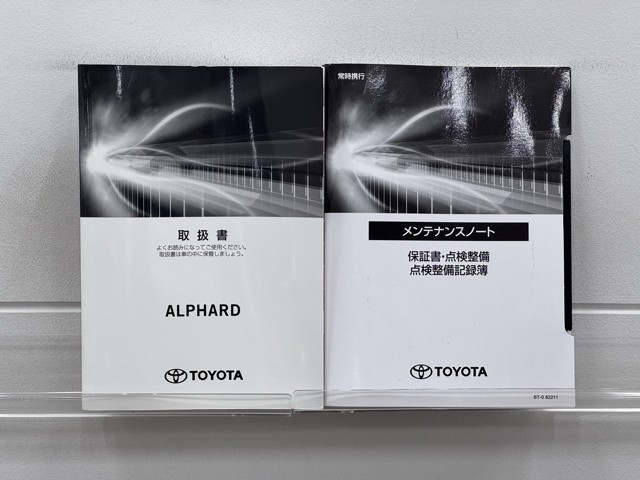 取扱書
よくお読みになってご使用ください。
取扱書は車の中に保管しましょう。
ALPHARD
TOYOTA
常時携行
メンテナンスノート
保証書・点検整備
点検整備記録簿
TOYOTA
BT-0 62211